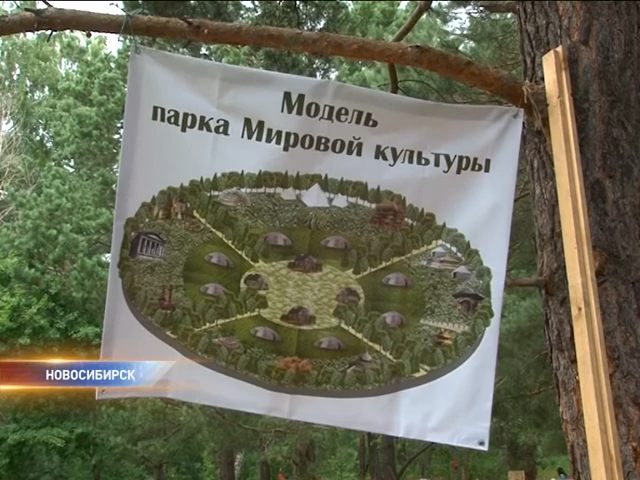 Модель
парка Мировой культуры
НОВОСИБИРСК